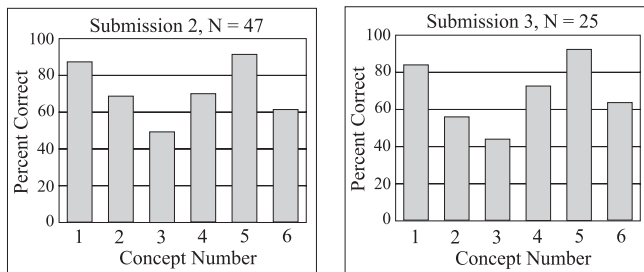 Submission 2, N = 47
Percent Correct
100
80
60
40
20
0
1 2 3 4 5 6
Concept Number
Submission 3, N = 25
Percent Correct
100
80
60
40
20
0
1 2 3 4 5 6
Concept Number